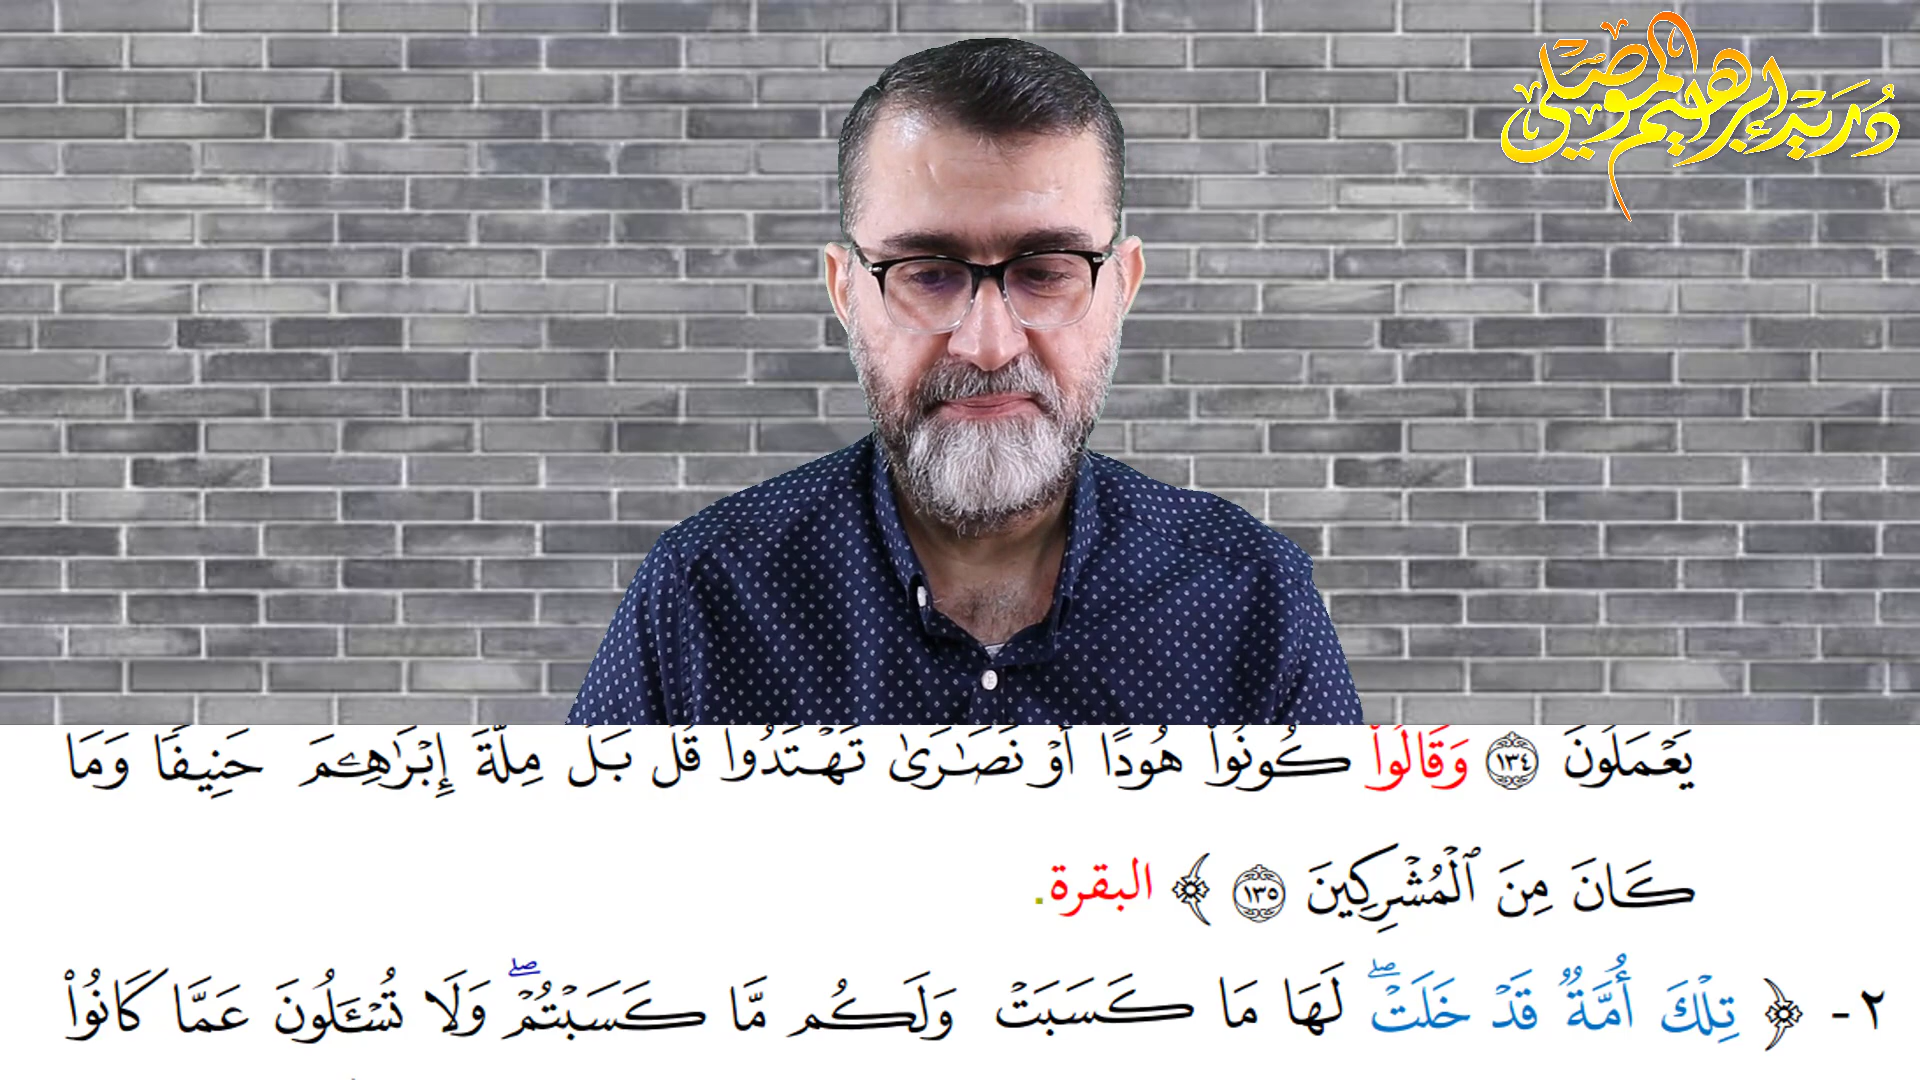 دُرَيْد إبراهيم الموصلي
يَعْمَلُونَ ١٣٤ وَقَالُوا۟ كُونُوا۟ هُودًا أَوْ نَصَـٰرَىٰ تَهْتَدُوا۟ قُلْ بَلْ مِلَّةَ إِبْرَٰهِـۧمَ حَنِيفًا وَمَا
كَانَ مِنَ ٱلْمُشْرِكِينَ ١٣٥ ﴾ البقرة.
٢- ﴿ تِلْكَ أُمَّةٌ قَدْ خَلَتْ ۖ لَهَا مَا كَسَبَتْ وَلَكُم مَّا كَسَبْتُمْ ۖ وَلَا تُسْـَٔلُونَ عَمَّا كَانُوا۟